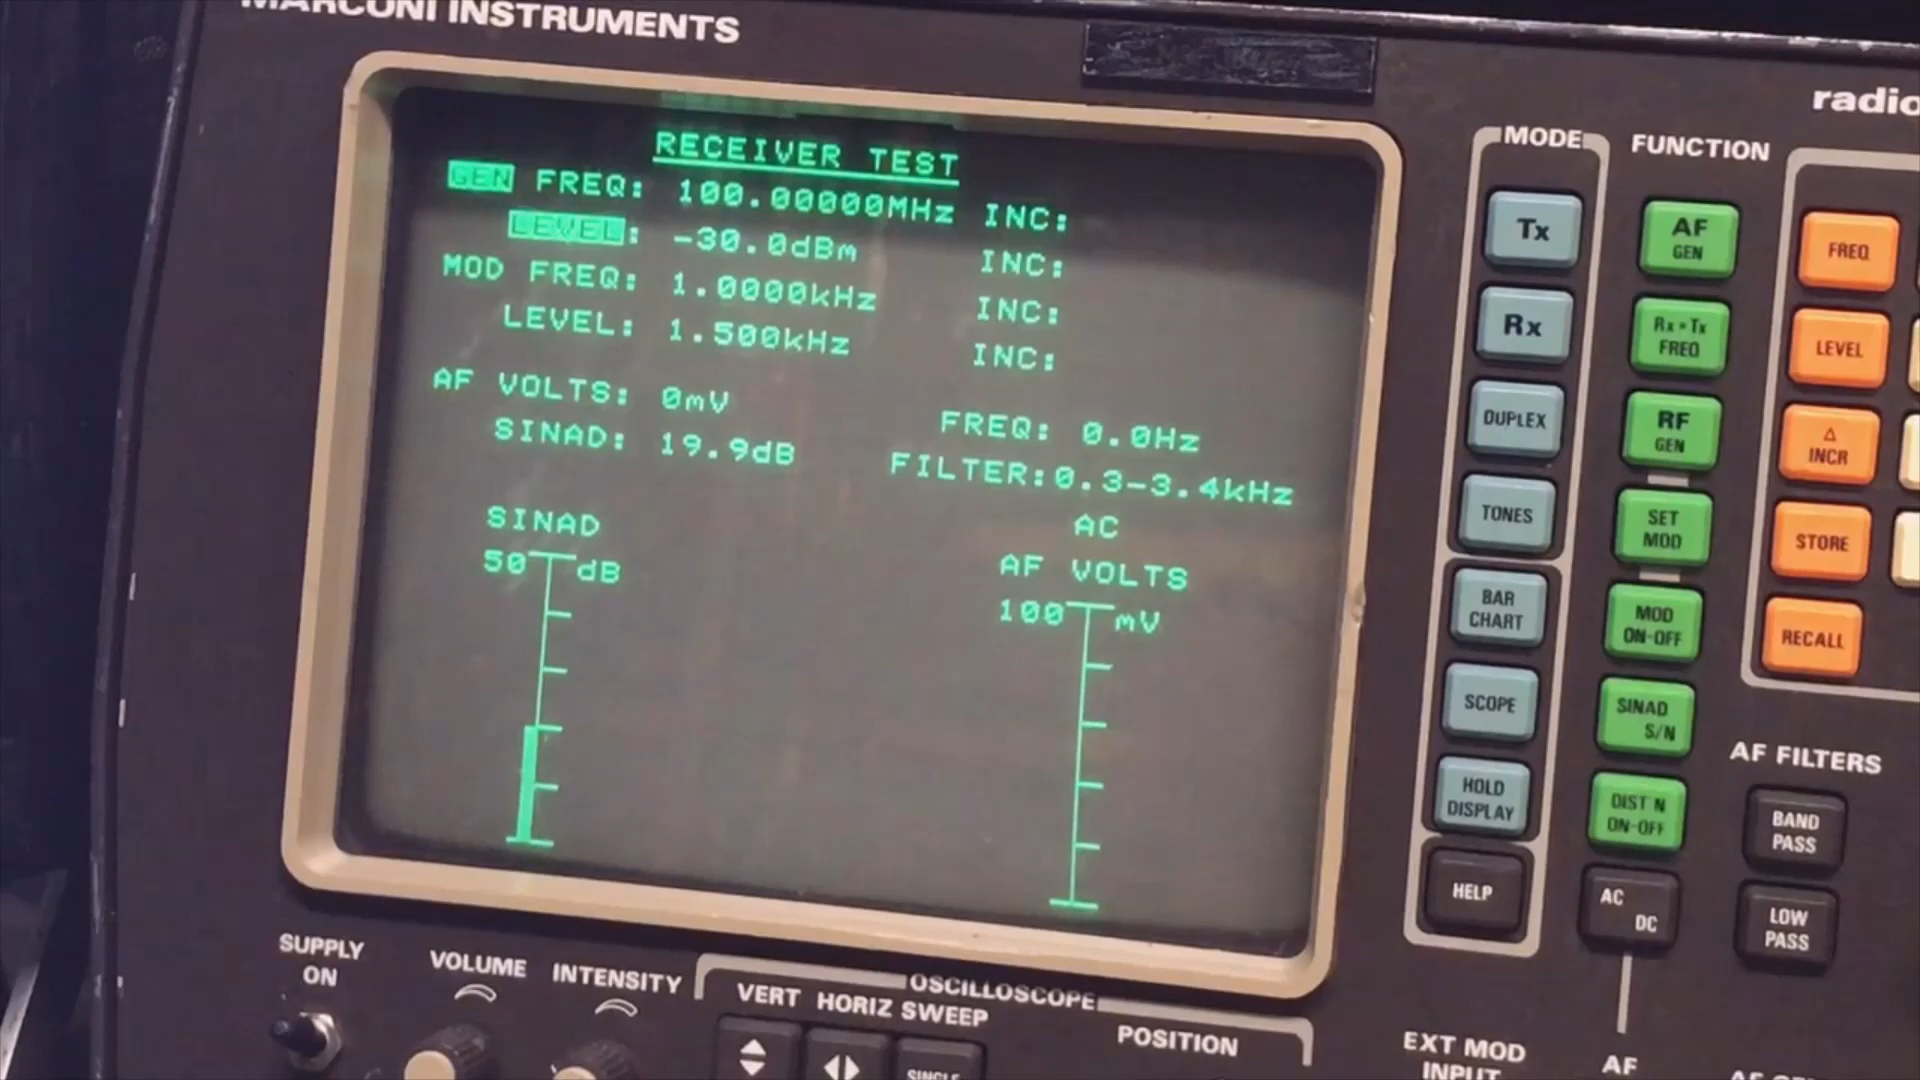 MARCONI INSTRUMENTS
radio
RECEIVER TEST
GEN FREQ: 100.00000MHz INC:
LEVEL: -30.0dBm INC:
MOD FREQ: 1.0000kHz INC:
LEVEL: 1.500kHz INC:
AF VOLTS: 0mV FREQ: 0.0Hz
SINAD: 19.9dB FILTER:0.3-3.4kHz
SINAD AC
50 dB AF VOLTS
100 mV
MODE
Tx
Rx
DUPLEX
TONES
BAR
CHART
SCOPE
HOLD
DISPLAY
HELP
FUNCTION
AF
GEN
Rx=Tx
FREQ
RF
GEN
SET
MOD
MOD
ON-OFF
SINAD
S/N
DIST N
ON-OFF
AC
DC
FREQ
LEVEL
Δ
INCR
STORE
RECALL
AF FILTERS
BAND
PASS
LOW
PASS
SUPPLY
ON
VOLUME
INTENSITY
OSCILLOSCOPE
VERT HORIZ SWEEP
SINGLE
POSITION
EXT MOD
INPUT
AF